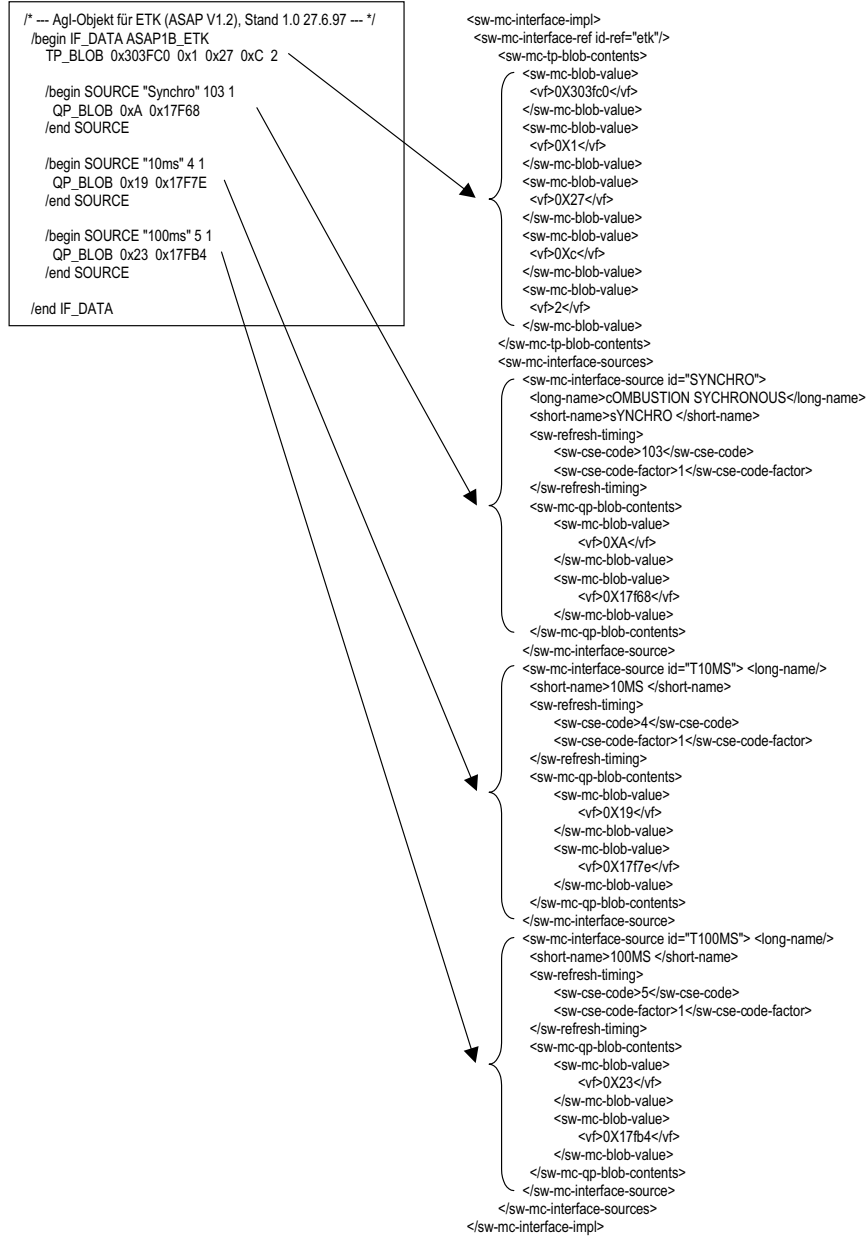 /* --- Agl-Objekt für ETK (ASAP V1.2), Stand 1.0 27.6.97 --- */
/begin IF_DATA ASAP1B_ETK
TP_BLOB 0x303FC0 0x1 0x27 0xC 2
/begin SOURCE "Synchro" 103 1
QP_BLOB 0xA 0x17F68
/end SOURCE
/begin SOURCE "10ms" 4 1
QP_BLOB 0x19 0x17F7E
/end SOURCE
/begin SOURCE "100ms" 5 1
QP_BLOB 0x23 0x17FB4
/end SOURCE
/end IF_DATA
<sw-mc-interface-impl>
<sw-mc-interface-ref id-ref="etk"/>
<sw-mc-tp-blob-contents>
<sw-mc-blob-value>
<vf>0X303fc0</vf>
</sw-mc-blob-value>
<sw-mc-blob-value>
<vf>0X1</vf>
</sw-mc-blob-value>
<sw-mc-blob-value>
<vf>0X27</vf>
</sw-mc-blob-value>
<sw-mc-blob-value>
<vf>0Xc</vf>
</sw-mc-blob-value>
<sw-mc-blob-value>
<vf>2</vf>
</sw-mc-blob-value>
</sw-mc-tp-blob-contents>
<sw-mc-interface-sources>
<sw-mc-interface-source id="SYNCHRO">
<long-name>cOMBUSTION SYCHRONOUS</long-name>
<short-name>sYNCHRO </short-name>
<sw-refresh-timing>
<sw-cse-code>103</sw-cse-code>
<sw-cse-code-factor>1</sw-cse-code-factor>
</sw-refresh-timing>
<sw-mc-qp-blob-contents>
<sw-mc-blob-value>
<vf>0XA</vf>
</sw-mc-blob-value>
<sw-mc-blob-value>
<vf>0X17f68</vf>
</sw-mc-blob-value>
</sw-mc-qp-blob-contents>
</sw-mc-interface-source>
<sw-mc-interface-source id="T10MS"> <long-name/>
<short-name>10MS </short-name>
<sw-refresh-timing>
<sw-cse-code>4</sw-cse-code>
<sw-cse-code-factor>1</sw-cse-code-factor>
</sw-refresh-timing>
<sw-mc-qp-blob-contents>
<sw-mc-blob-value>
<vf>0X19</vf>
</sw-mc-blob-value>
<sw-mc-blob-value>
<vf>0X17f7e</vf>
</sw-mc-blob-value>
</sw-mc-qp-blob-contents>
</sw-mc-interface-source>
<sw-mc-interface-source id="T100MS"> <long-name/>
<short-name>100MS </short-name>
<sw-refresh-timing>
<sw-cse-code>5</sw-cse-code>
<sw-cse-code-factor>1</sw-cse-code-factor>
</sw-refresh-timing>
<sw-mc-qp-blob-contents>
<sw-mc-blob-value>
<vf>0X23</vf>
</sw-mc-blob-value>
<sw-mc-blob-value>
<vf>0X17fb4</vf>
</sw-mc-blob-value>
</sw-mc-qp-blob-contents>
</sw-mc-interface-source>
</sw-mc-interface-sources>
</sw-mc-interface-impl>